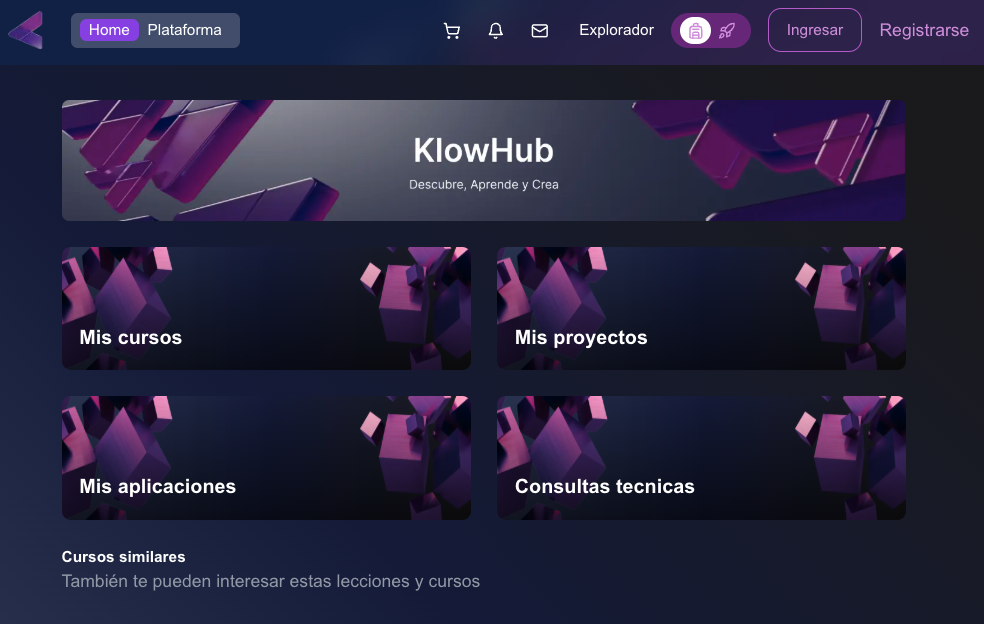 Home Plataforma Explorador Ingresar Registrarse
KlowHub
Descubre, Aprende y Crea
Mis cursos Mis proyectos
Mis aplicaciones Consultas tecnicas
Cursos similares
También te pueden interesar estas lecciones y cursos